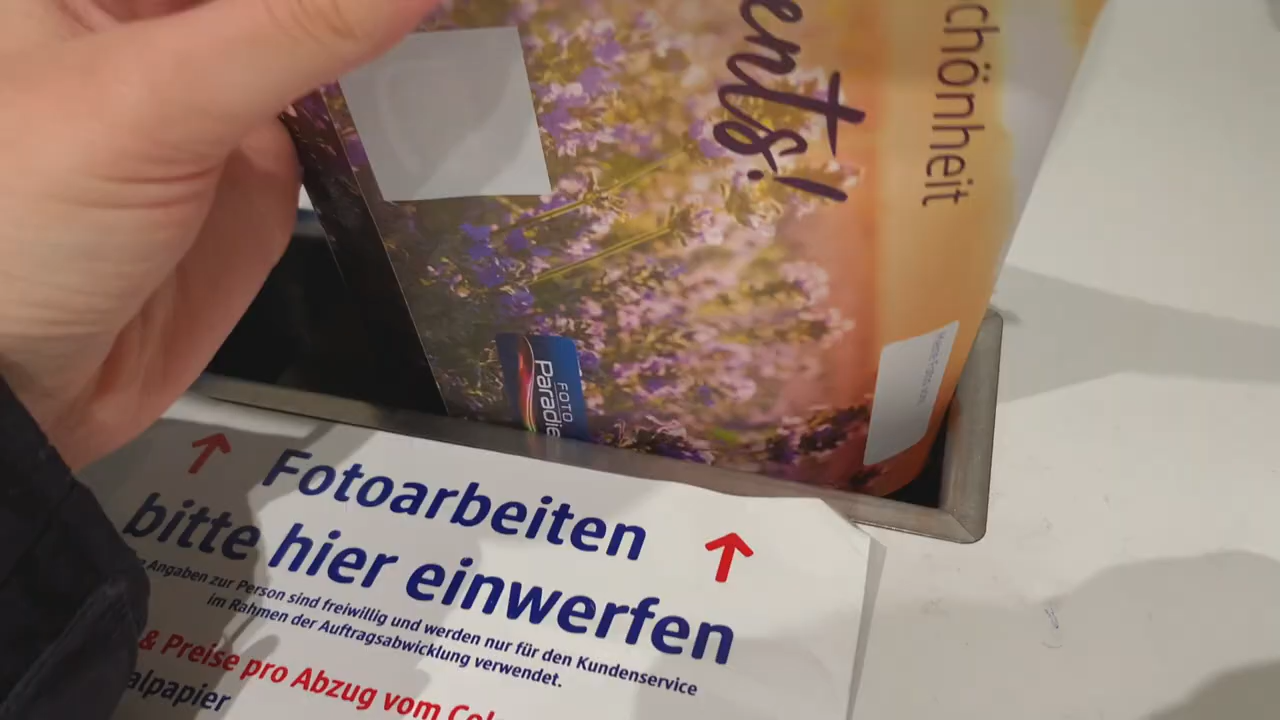 ents!
chönheit
FOTO
Paradie
Fotoarbeiten
bitte hier einwerfen
Angaben zur Person sind freiwillig und werden nur für den Kundenservice
im Rahmen der Auftragsabwicklung verwendet.
& Preise pro Abzug vom Col
alpapier